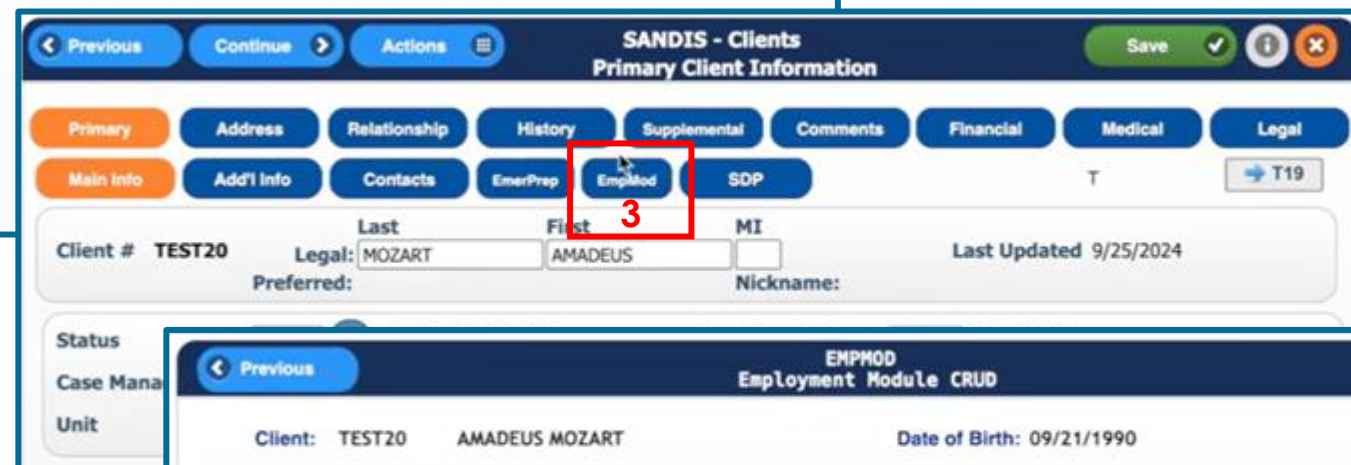 Previous Continue Actions SANDIS - Clients Save
Primary Client Information
Primary Address Relationship History Supplemental Comments Financial Medical Legal
Main Info Add'l Info Contacts EmerPrep EmpMod SDP T T19
3
Last First MI
Client # TEST20 Legal: MOZART AMADEUS Last Updated 9/25/2024
Preferred: Nickname:
Status
Case Mana
Unit
Previous EMPMOD
Employment Module CRUD
Client: TEST20 AMADEUS MOZART Date of Birth: 09/21/1990